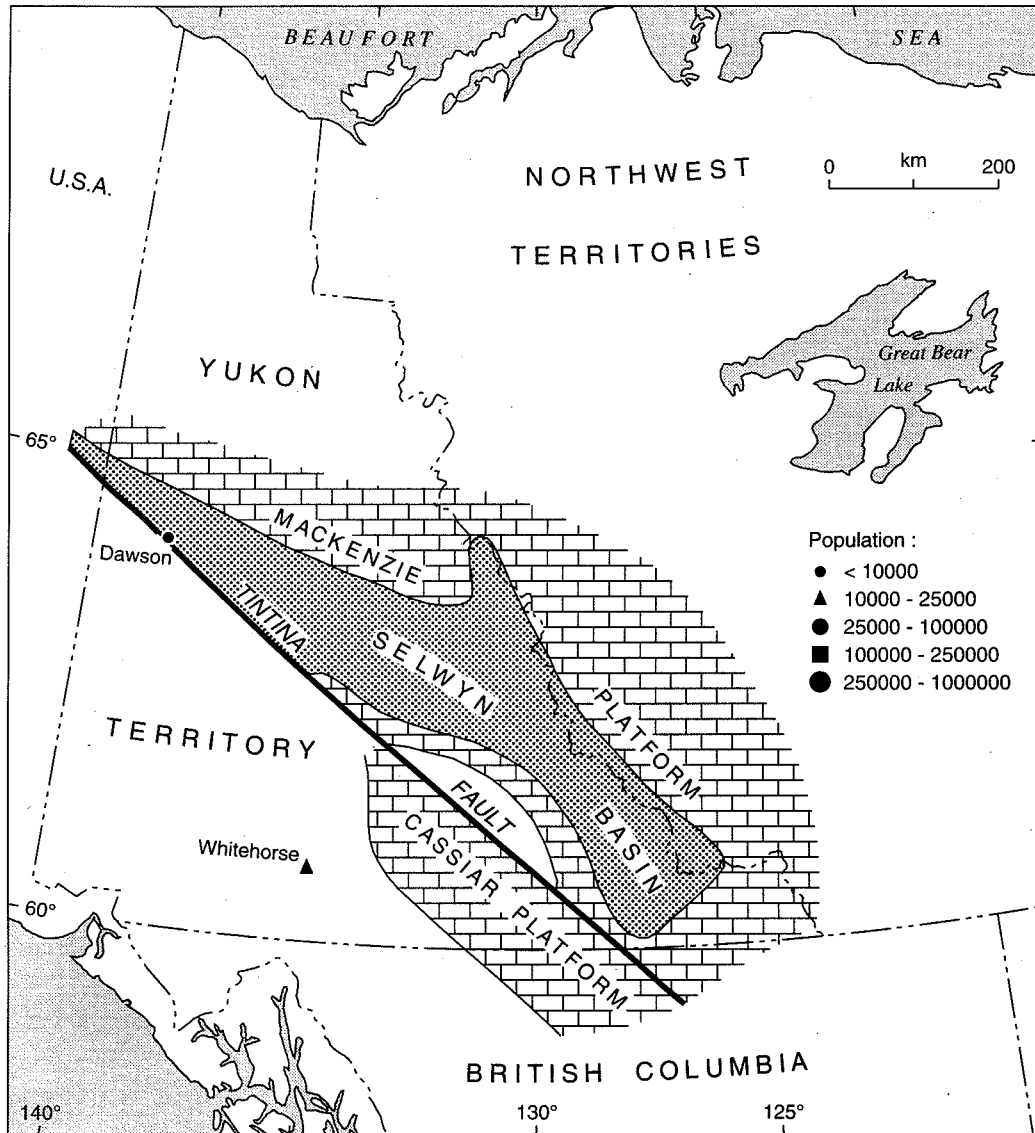 BEAUFORT SEA
U.S.A.
NORTHWEST
TERRITORIES
0 km 200
Great Bear
Lake
YUKON
65°
MACKENZIE
Dawson
Population :
< 10000
10000 - 25000
25000 - 100000
100000 - 250000
250000 - 1000000
TINTINA
SELWYN
PLATFORM
TERRITORY
FAULT
BASIN
CASSIAR PLATFORM
Whitehorse
60°
BRITISH COLUMBIA
140° 130° 125°